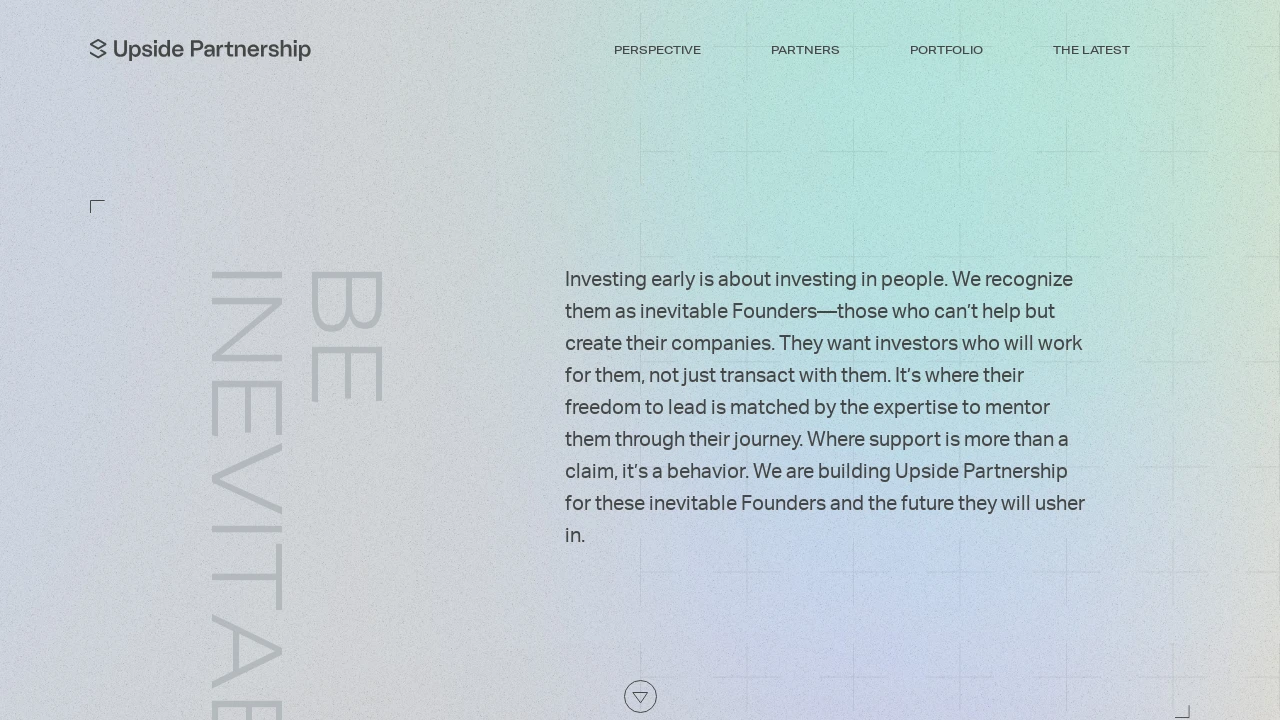 Upside Partnership
PERSPECTIVE
PARTNERS
PORTFOLIO
THE LATEST
BE
INEVITAB
Investing early is about investing in people. We recognize
them as inevitable Founders—those who can’t help but
create their companies. They want investors who will work
for them, not just transact with them. It’s where their
freedom to lead is matched by the expertise to mentor
them through their journey. Where support is more than a
claim, it’s a behavior. We are building Upside Partnership
for these inevitable Founders and the future they will usher
in.